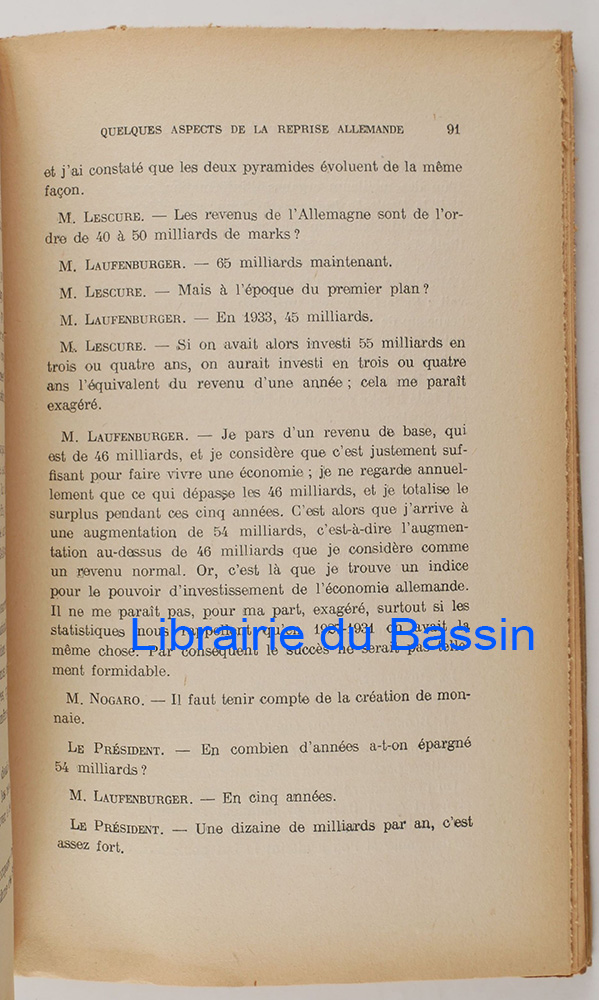 QUELQUES ASPECTS DE LA REPRISE ALLEMANDE 91
et j'ai constaté que les deux pyramides évoluent de la même
façon.
M. LESCURE. — Les revenus de l'Allemagne sont de l'or-
dre de 40 à 50 milliards de marks ?
M. LAUFENBURGER. — 65 milliards maintenant.
M. LESCURE. — Mais à l'époque du premier plan ?
M. LAUFENBURGER. — En 1933, 45 milliards.
M. LESCURE. — Si on avait alors investi 55 milliards en
trois ou quatre ans, on aurait investi en trois ou quatre
ans l'équivalent du revenu d'une année ; cela me paraît
exagéré.
M. LAUFENBURGER. — Je pars d'un revenu de base, qui
est de 46 milliards, et je considère que c'est justement suf-
fisant pour faire vivre une économie ; je ne regarde annuel-
lement que ce qui dépasse les 46 milliards, et je totalise le
surplus pendant ces cinq années. C'est alors que j'arrive à
une augmentation de 54 milliards, c'est-à-dire l'augmen-
tation au-dessus de 46 milliards que je considère comme
un revenu normal. Or, c'est là que je trouve un indice
pour le pouvoir d'investissement de l'économie allemande.
Il ne me paraît pas, pour ma part, exagéré, surtout si les
statistiques nous rappellent qu'en avait la
Librairie du Bassin
même chose. Par conséquent le succès ne serait pas telle-
ment formidable.
M. NOGARO. — Il faut tenir compte de la création de mon-
naie.
LE PRÉSIDENT. — En combien d'années a-t-on épargné
54 milliards ?
M. LAUFENBURGER. — En cinq années.
LE PRÉSIDENT. — Une dizaine de milliards par an, c'est
assez fort.